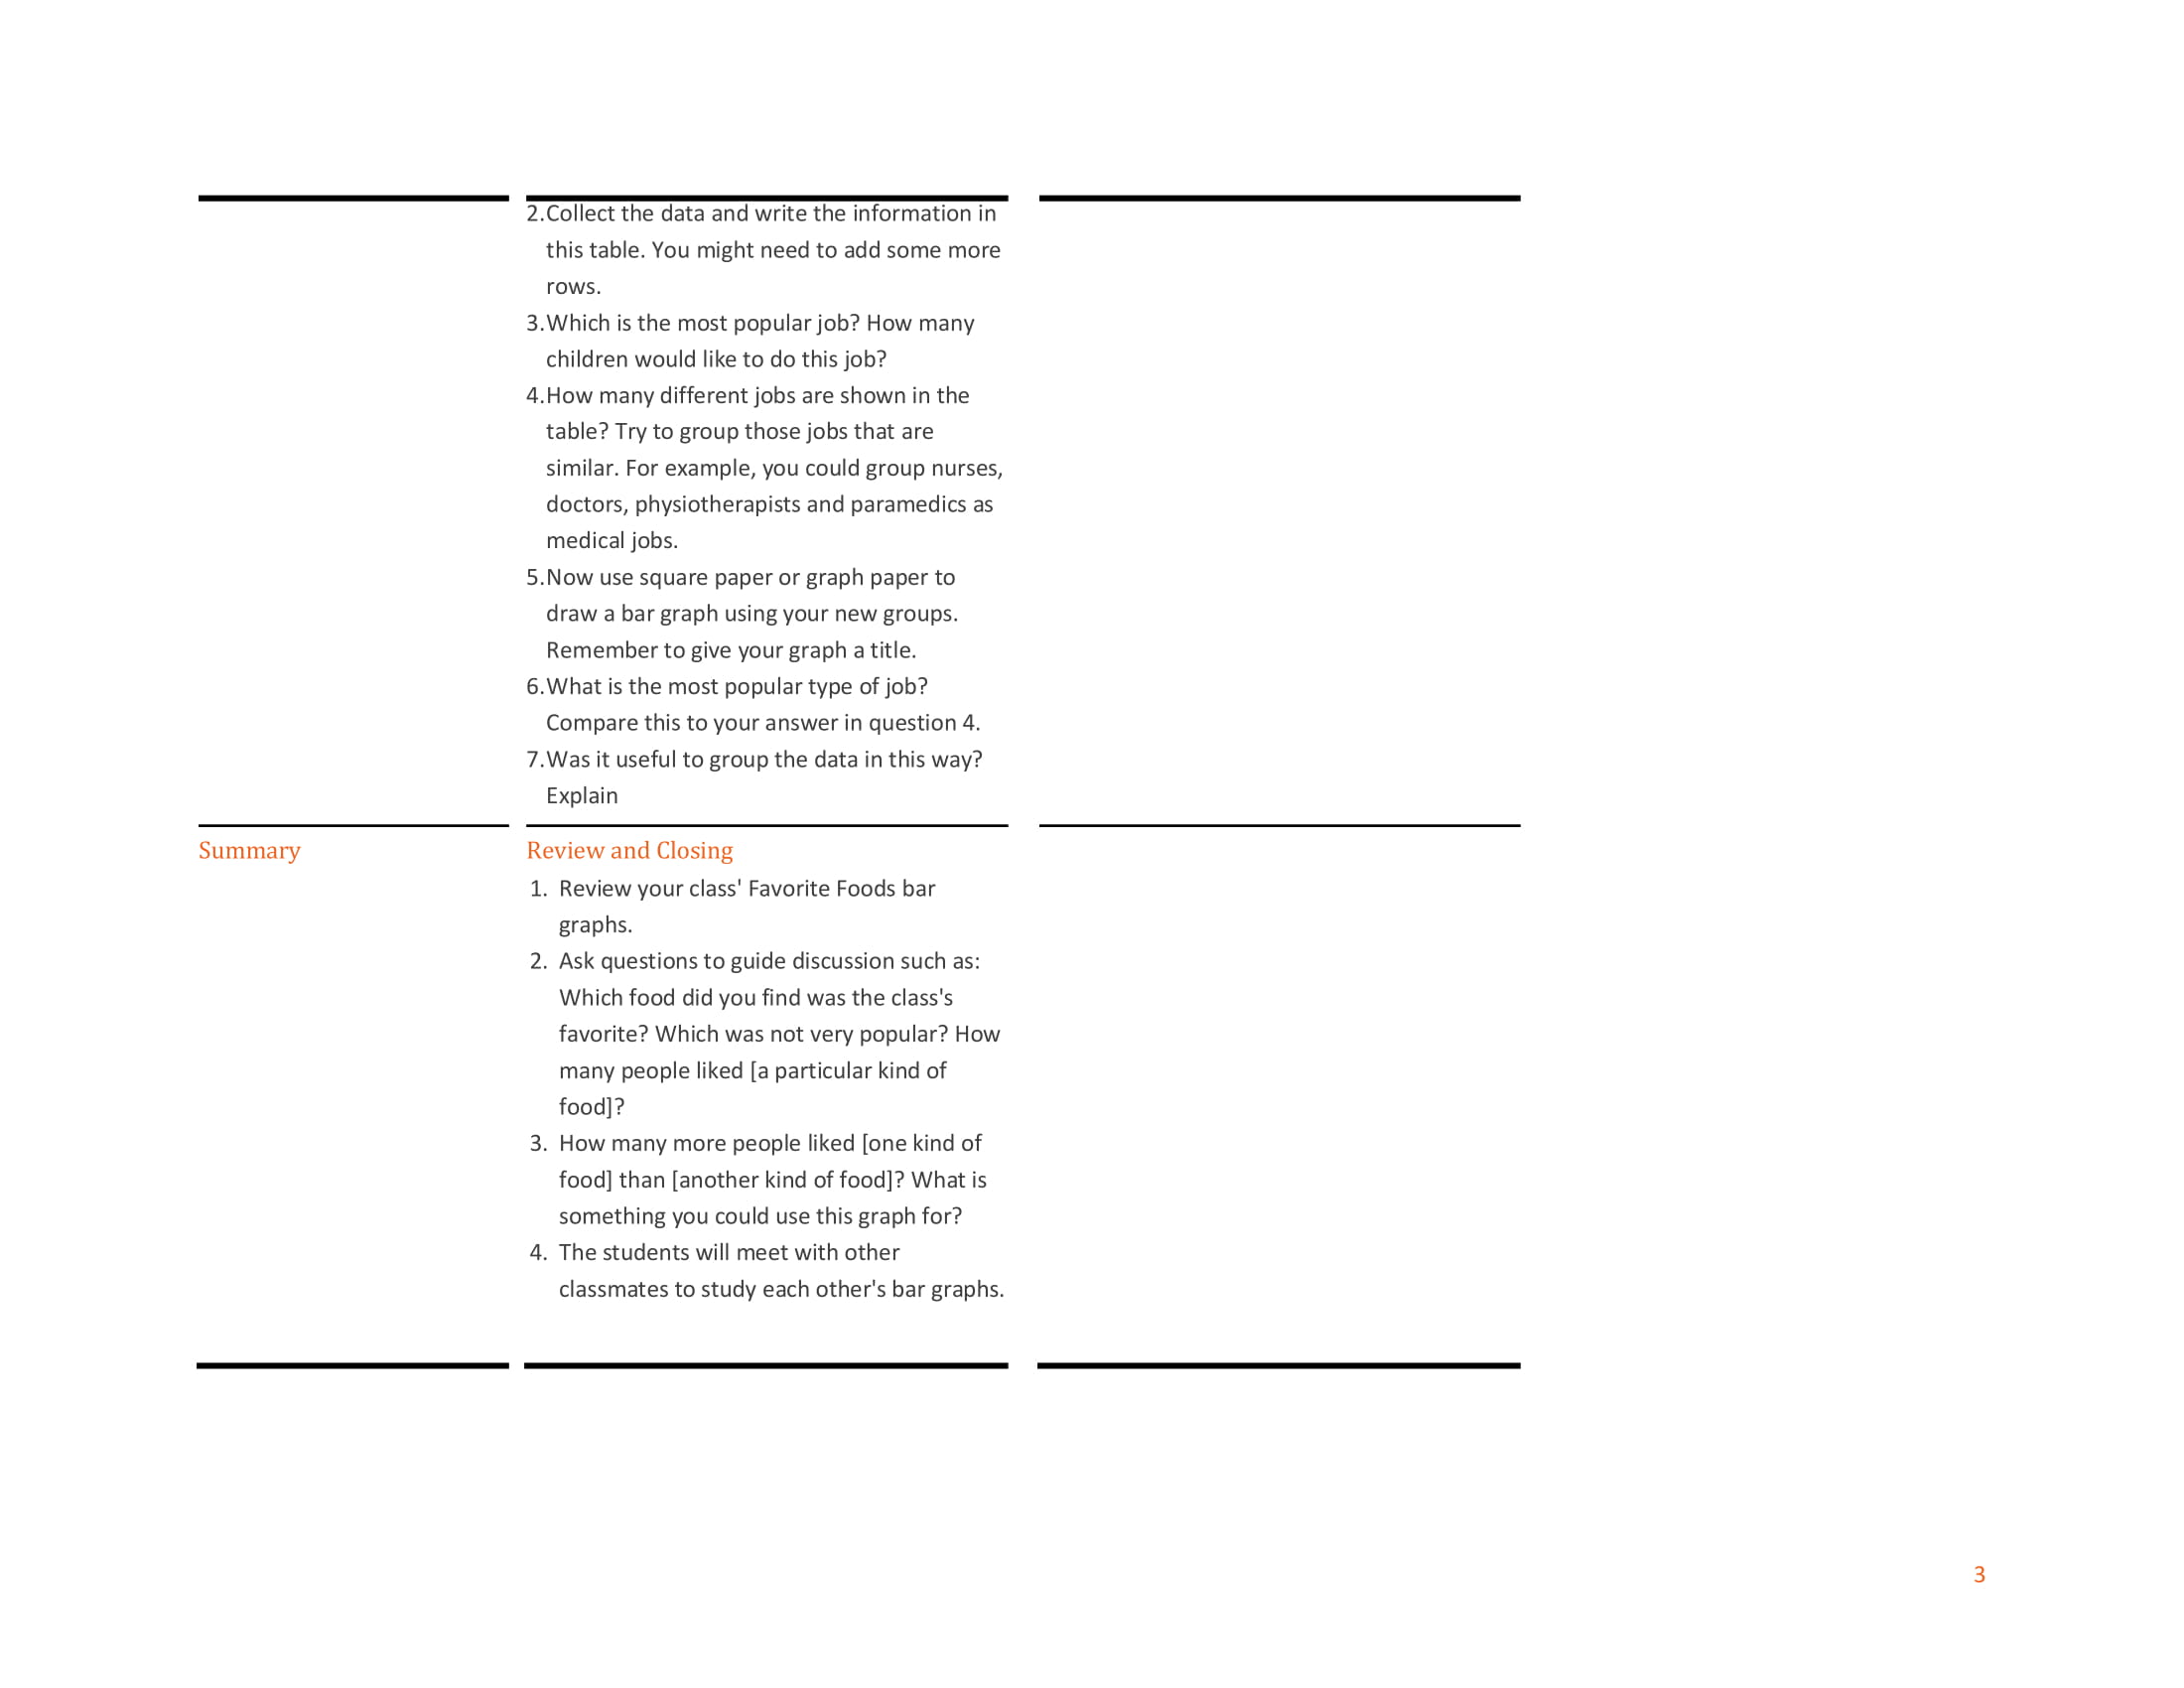 2.Collect the data and write the information in
this table. You might need to add some more
rows.
3.Which is the most popular job? How many
children would like to do this job?
4.How many different jobs are shown in the
table? Try to group those jobs that are
similar. For example, you could group nurses,
doctors, physiotherapists and paramedics as
medical jobs.
5.Now use square paper or graph paper to
draw a bar graph using your new groups.
Remember to give your graph a title.
6.What is the most popular type of job?
Compare this to your answer in question 4.
7.Was it useful to group the data in this way?
Explain
Summary
Review and Closing
1. Review your class' Favorite Foods bar
graphs.
2. Ask questions to guide discussion such as:
Which food did you find was the class's
favorite? Which was not very popular? How
many people liked [a particular kind of
food]?
3. How many more people liked [one kind of
food] than [another kind of food]? What is
something you could use this graph for?
4. The students will meet with other
classmates to study each other's bar graphs.
3